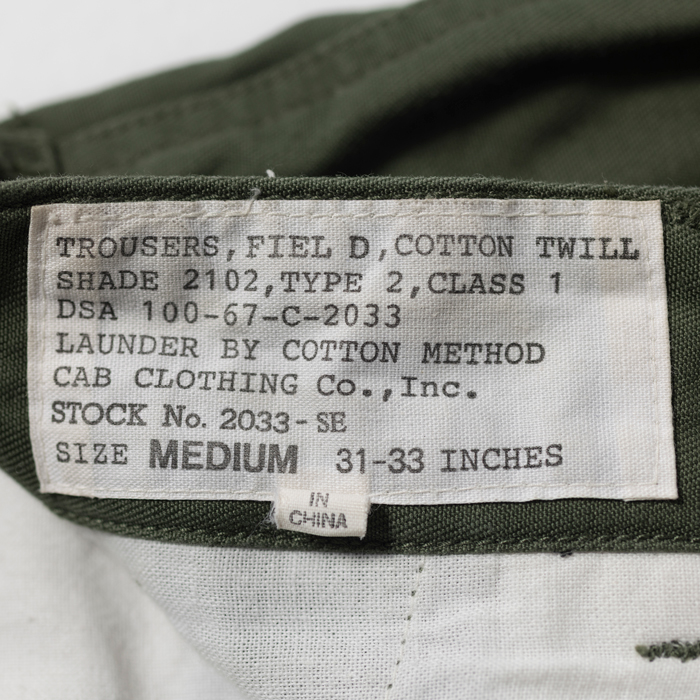 TROUSERS, FIEL D, COTTON TWILL
SHADE 2102, TYPE 2, CLASS 1
DSA 100-67-C-2033
LAUNDER BY COTTON METHOD
CAB CLOTHING Co., Inc.
STOCK No. 2033-SE
SIZE MEDIUM 31-33 INCHES
IN
CHINA